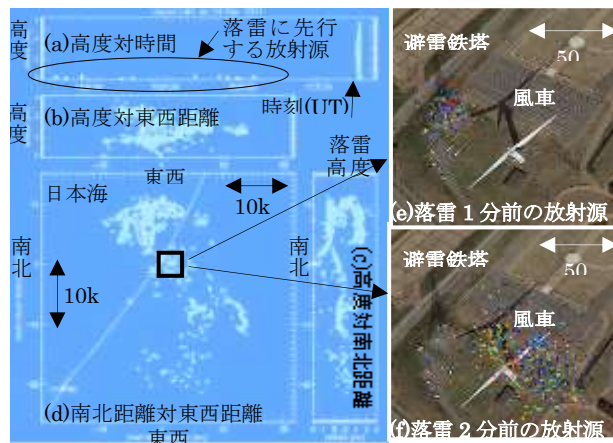 高度
(a)高度対時間
落雷に先行
する放射源
時刻(UT)
高度
(b)高度対東西距離
落雷
高度
日本海
東西
10k
南北
10k
南北
(c)高度対南北距離
(d)南北距離対東西距離
東西
避雷鉄塔
50
風車
(e)落雷 1 分前の放射源
避雷鉄塔
50
風車
(f)落雷 2 分前の放射源